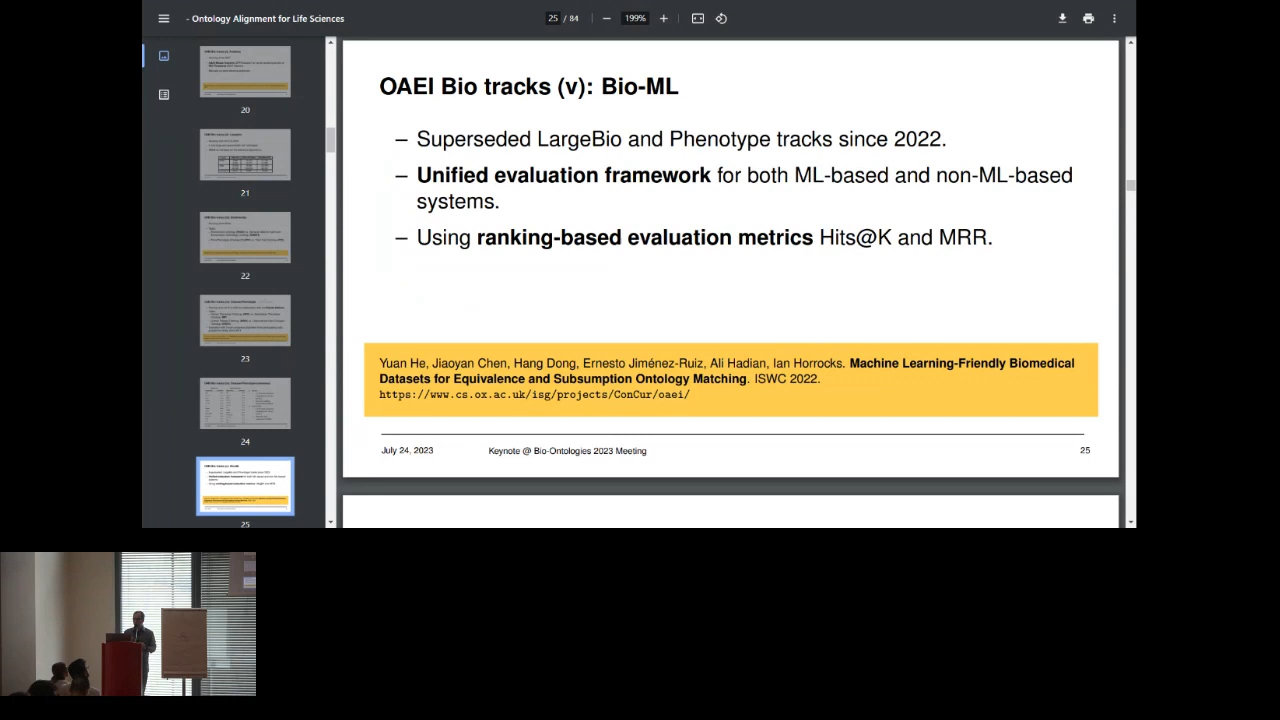 - Ontology Alignment for Life Sciences
25 / 84
199%
20
21
22
23
24
25
OAEI Bio tracks (v): Bio-ML
– Superseded LargeBio and Phenotype tracks since 2022.
– Unified evaluation framework for both ML-based and non-ML-based
systems.
– Using ranking-based evaluation metrics Hits@K and MRR.
Yuan He, Jiaoyan Chen, Hang Dong, Ernesto Jiménez-Ruiz, Ali Hadian, Ian Horrocks. Machine Learning-Friendly Biomedical
Datasets for Equivalence and Subsumption Ontology Matching. ISWC 2022.
https://www.cs.ox.ac.uk/isg/projects/ConCur/oaei/
July 24, 2023
Keynote @ Bio-Ontologies 2023 Meeting
25